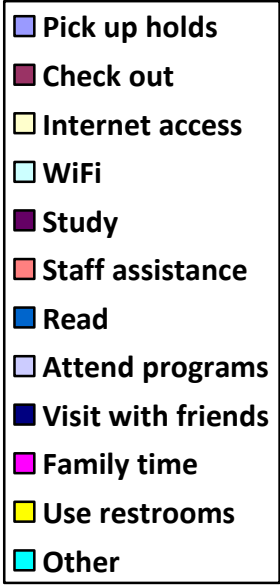 Pick up holds
Check out
Internet access
WiFi
Study
Staff assistance
Read
Attend programs
Visit with friends
Family time
Use restrooms
Other